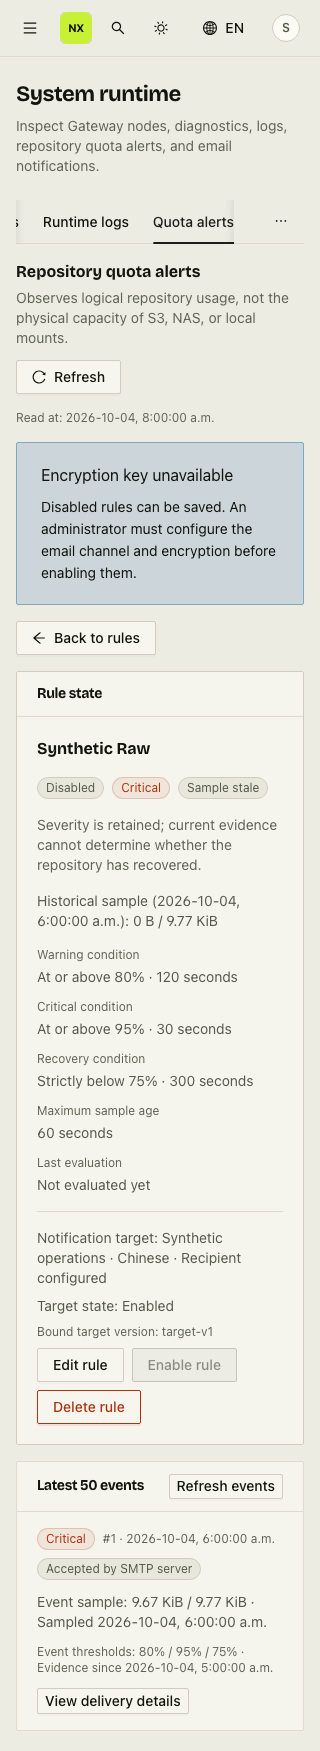 NX
EN
S
System runtime
Inspect Gateway nodes, diagnostics, logs,
repository quota alerts, and email
notifications.
s
Runtime logs
Quota alerts
...
Repository quota alerts
Observes logical repository usage, not the
physical capacity of S3, NAS, or local
mounts.
Refresh
Read at: 2026-10-04, 8:00:00 a.m.
Encryption key unavailable
Disabled rules can be saved. An
administrator must configure the
email channel and encryption before
enabling them.
Back to rules
Rule state
Synthetic Raw
Disabled
Critical
Sample stale
Severity is retained; current evidence
cannot determine whether the
repository has recovered.
Historical sample (2026-10-04,
6:00:00 a.m.): 0 B / 9.77 KiB
Warning condition
At or above 80% · 120 seconds
Critical condition
At or above 95% · 30 seconds
Recovery condition
Strictly below 75% · 300 seconds
Maximum sample age
60 seconds
Last evaluation
Not evaluated yet
Notification target: Synthetic
operations · Chinese · Recipient
configured
Target state: Enabled
Bound target version: target-v1
Edit rule
Enable rule
Delete rule
Latest 50 events
Refresh events
Critical
#1 · 2026-10-04, 6:00:00 a.m.
Accepted by SMTP server
Event sample: 9.67 KiB / 9.77 KiB ·
Sampled 2026-10-04, 6:00:00 a.m.
Event thresholds: 80% / 95% / 75% ·
Evidence since 2026-10-04, 5:00:00 a.m.
View delivery details